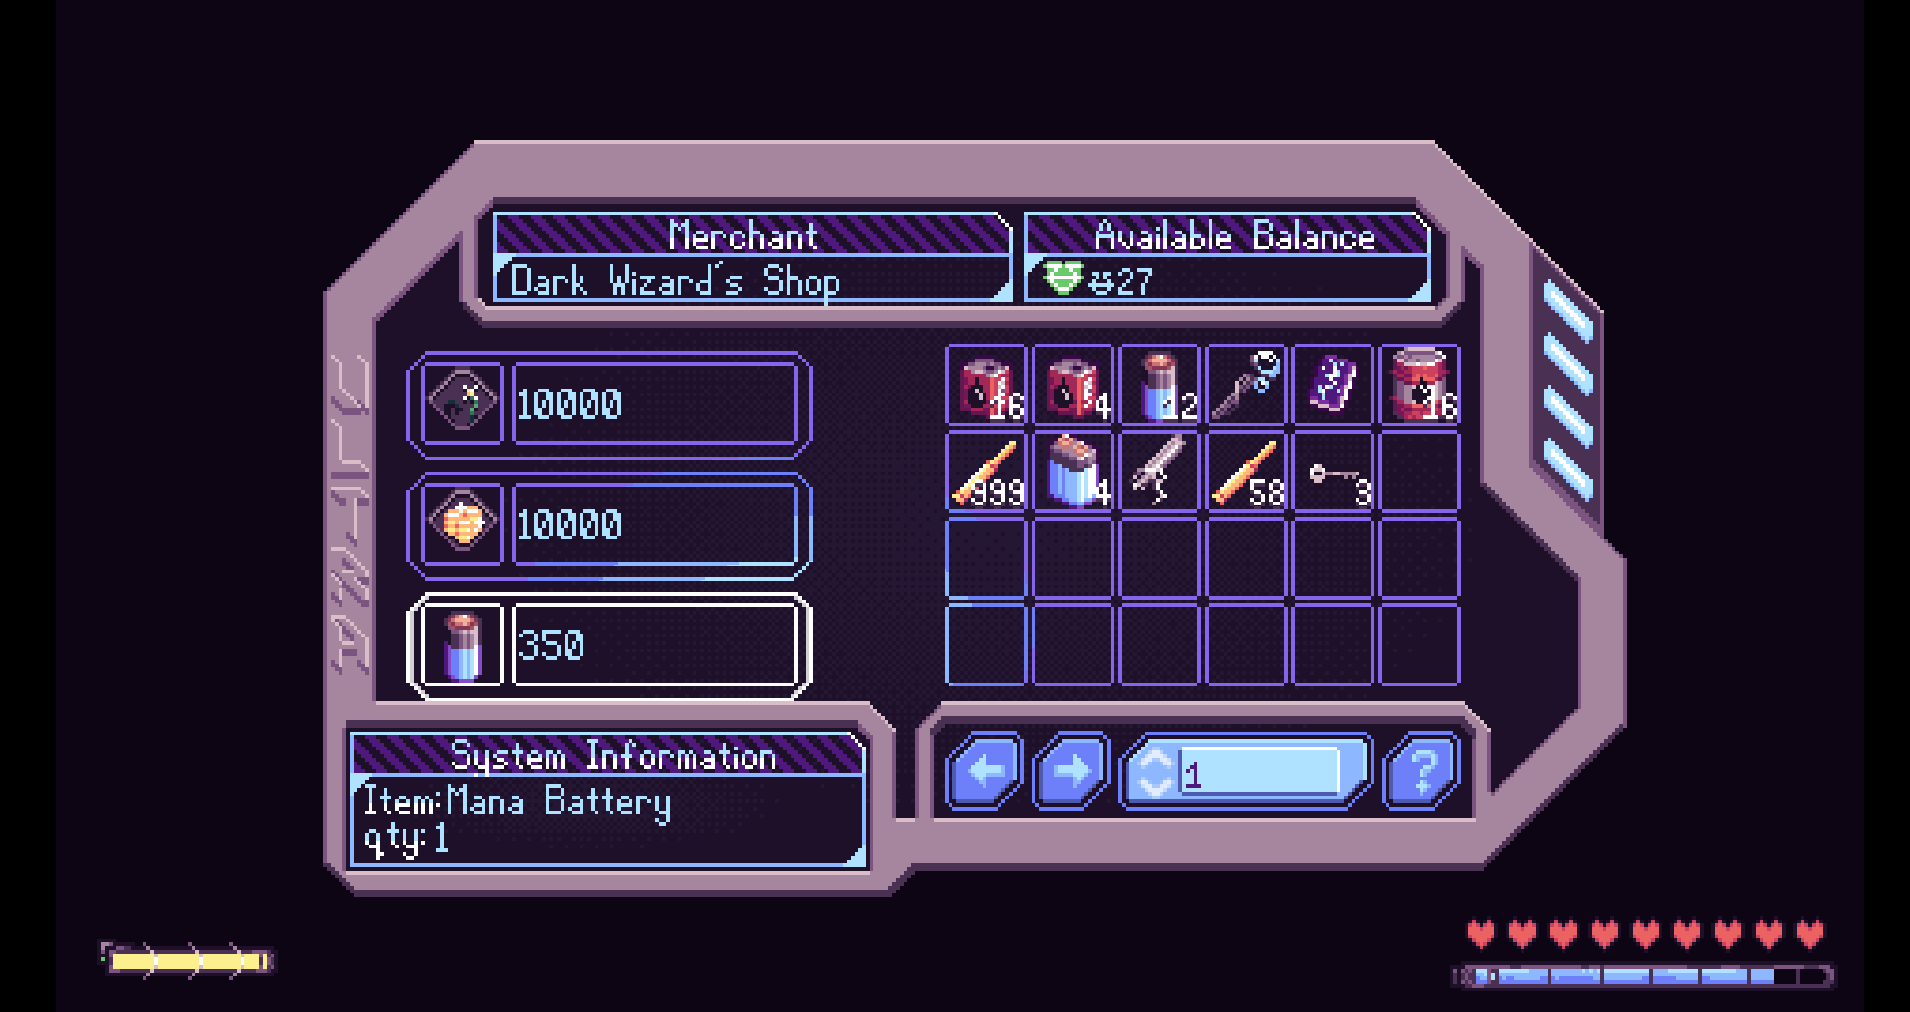 Merchant
Dark Wizard's Shop
Available Balance
27
ULTRA
10000
10000
350
16
4
12
16
999
4
58
3
System Information
Item:Mana Battery
qty:1
1
?